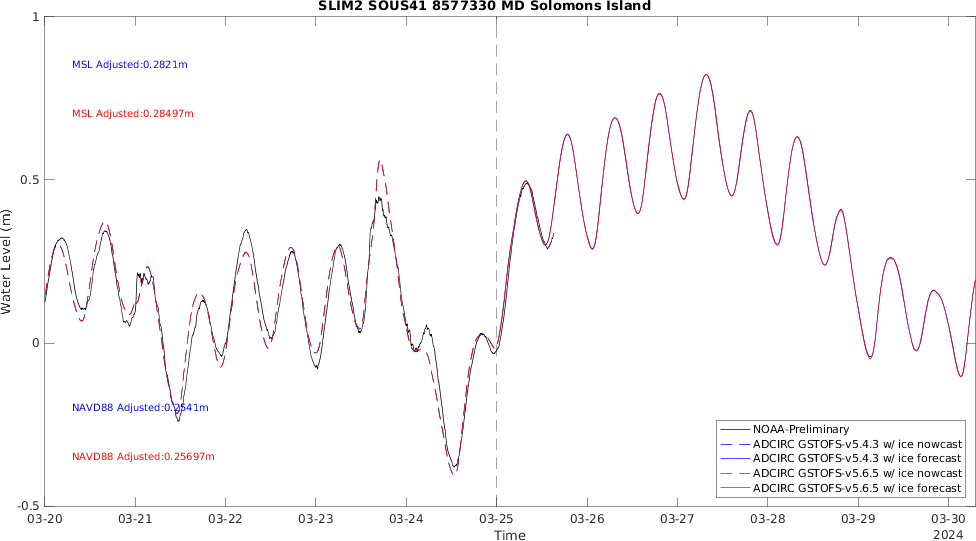 SLIM2 SOUS41 8577330 MD Solomons Island
1
0.5
0
-0.5
Water Level (m)
MSL Adjusted:0.2821m
MSL Adjusted:0.28497m
NAVD88 Adjusted:0.2541m
NAVD88 Adjusted:0.25697m
NOAA-Preliminary
ADCIRC GSTOFS-v5.4.3 w/ ice nowcast
ADCIRC GSTOFS-v5.4.3 w/ ice forecast
ADCIRC GSTOFS-v5.6.5 w/ ice nowcast
ADCIRC GSTOFS-v5.6.5 w/ ice forecast
03-20 03-21 03-22 03-23 03-24 03-25 03-26 03-27 03-28 03-29 03-30
Time
2024